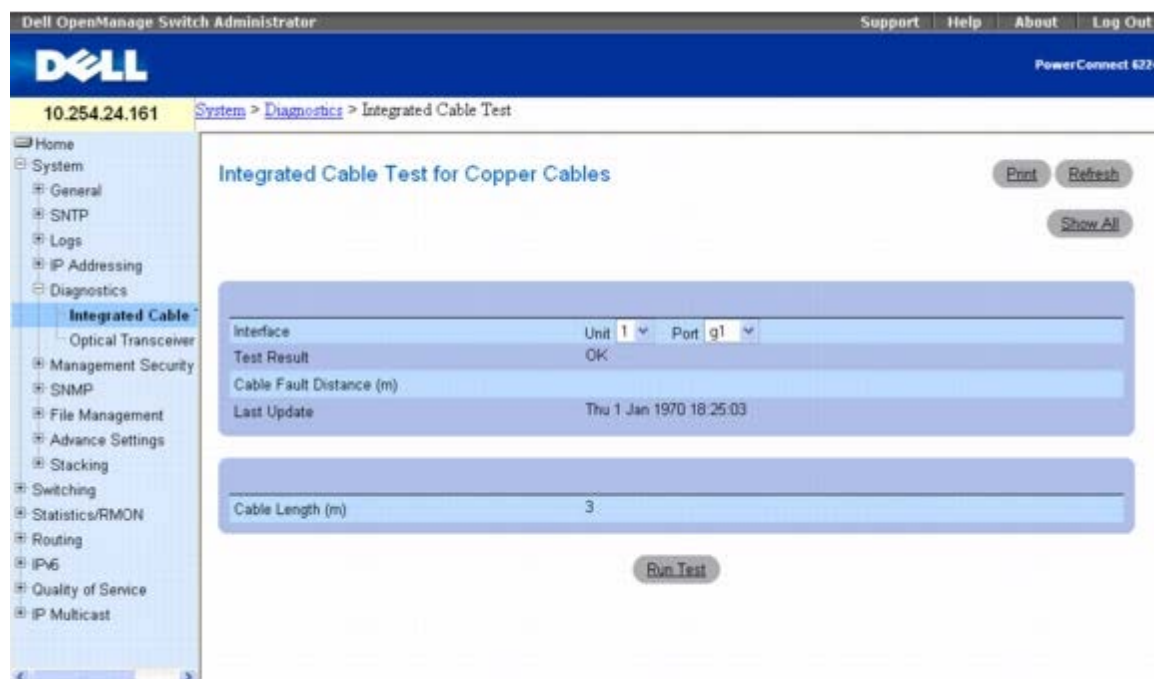 Dell OpenManage Switch Administrator
Support Help About Log Out
DELL
PowerConnect
10.254.24.161
System > Diagnostics > Integrated Cable Test
Home
System
General
SNTP
Logs
IP Addressing
Diagnostics
Integrated Cable
Optical Transceiver
Management Security
SNMP
File Management
Advance Settings
Stacking
Switching
Statistics/RMON
Routing
IPv6
Quality of Service
IP Multicast
Integrated Cable Test for Copper Cables
Print Refresh
Show All
Interface Unit 1 Port g1
Test Result OK
Cable Fault Distance (m)
Last Update Thu 1 Jan 1970 18:25:03
Cable Length (m) 3
Run Test